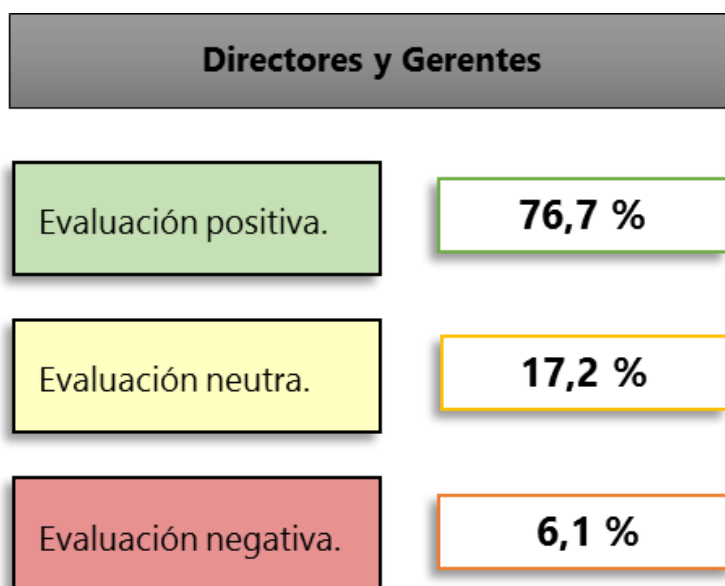 Directores y Gerentes
Evaluación positiva.
76,7 %
Evaluación neutra.
17,2 %
Evaluación negativa.
6,1 %